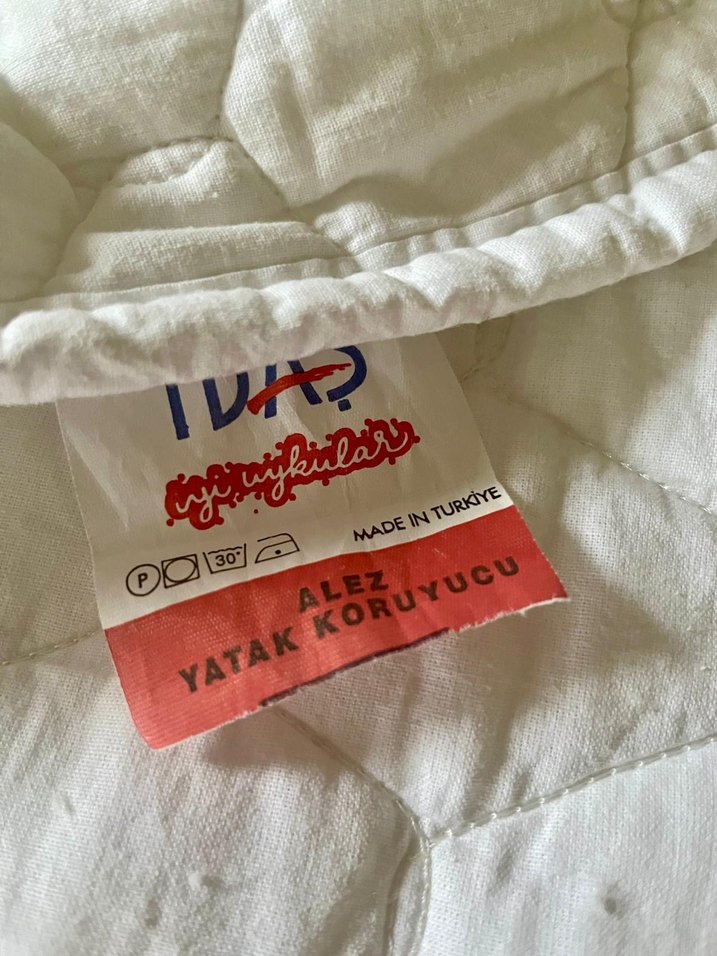 İDAŞ
iyi uykular
P 30°
MADE IN TURKİYE
ALEZ
YATAK KORUYUCU